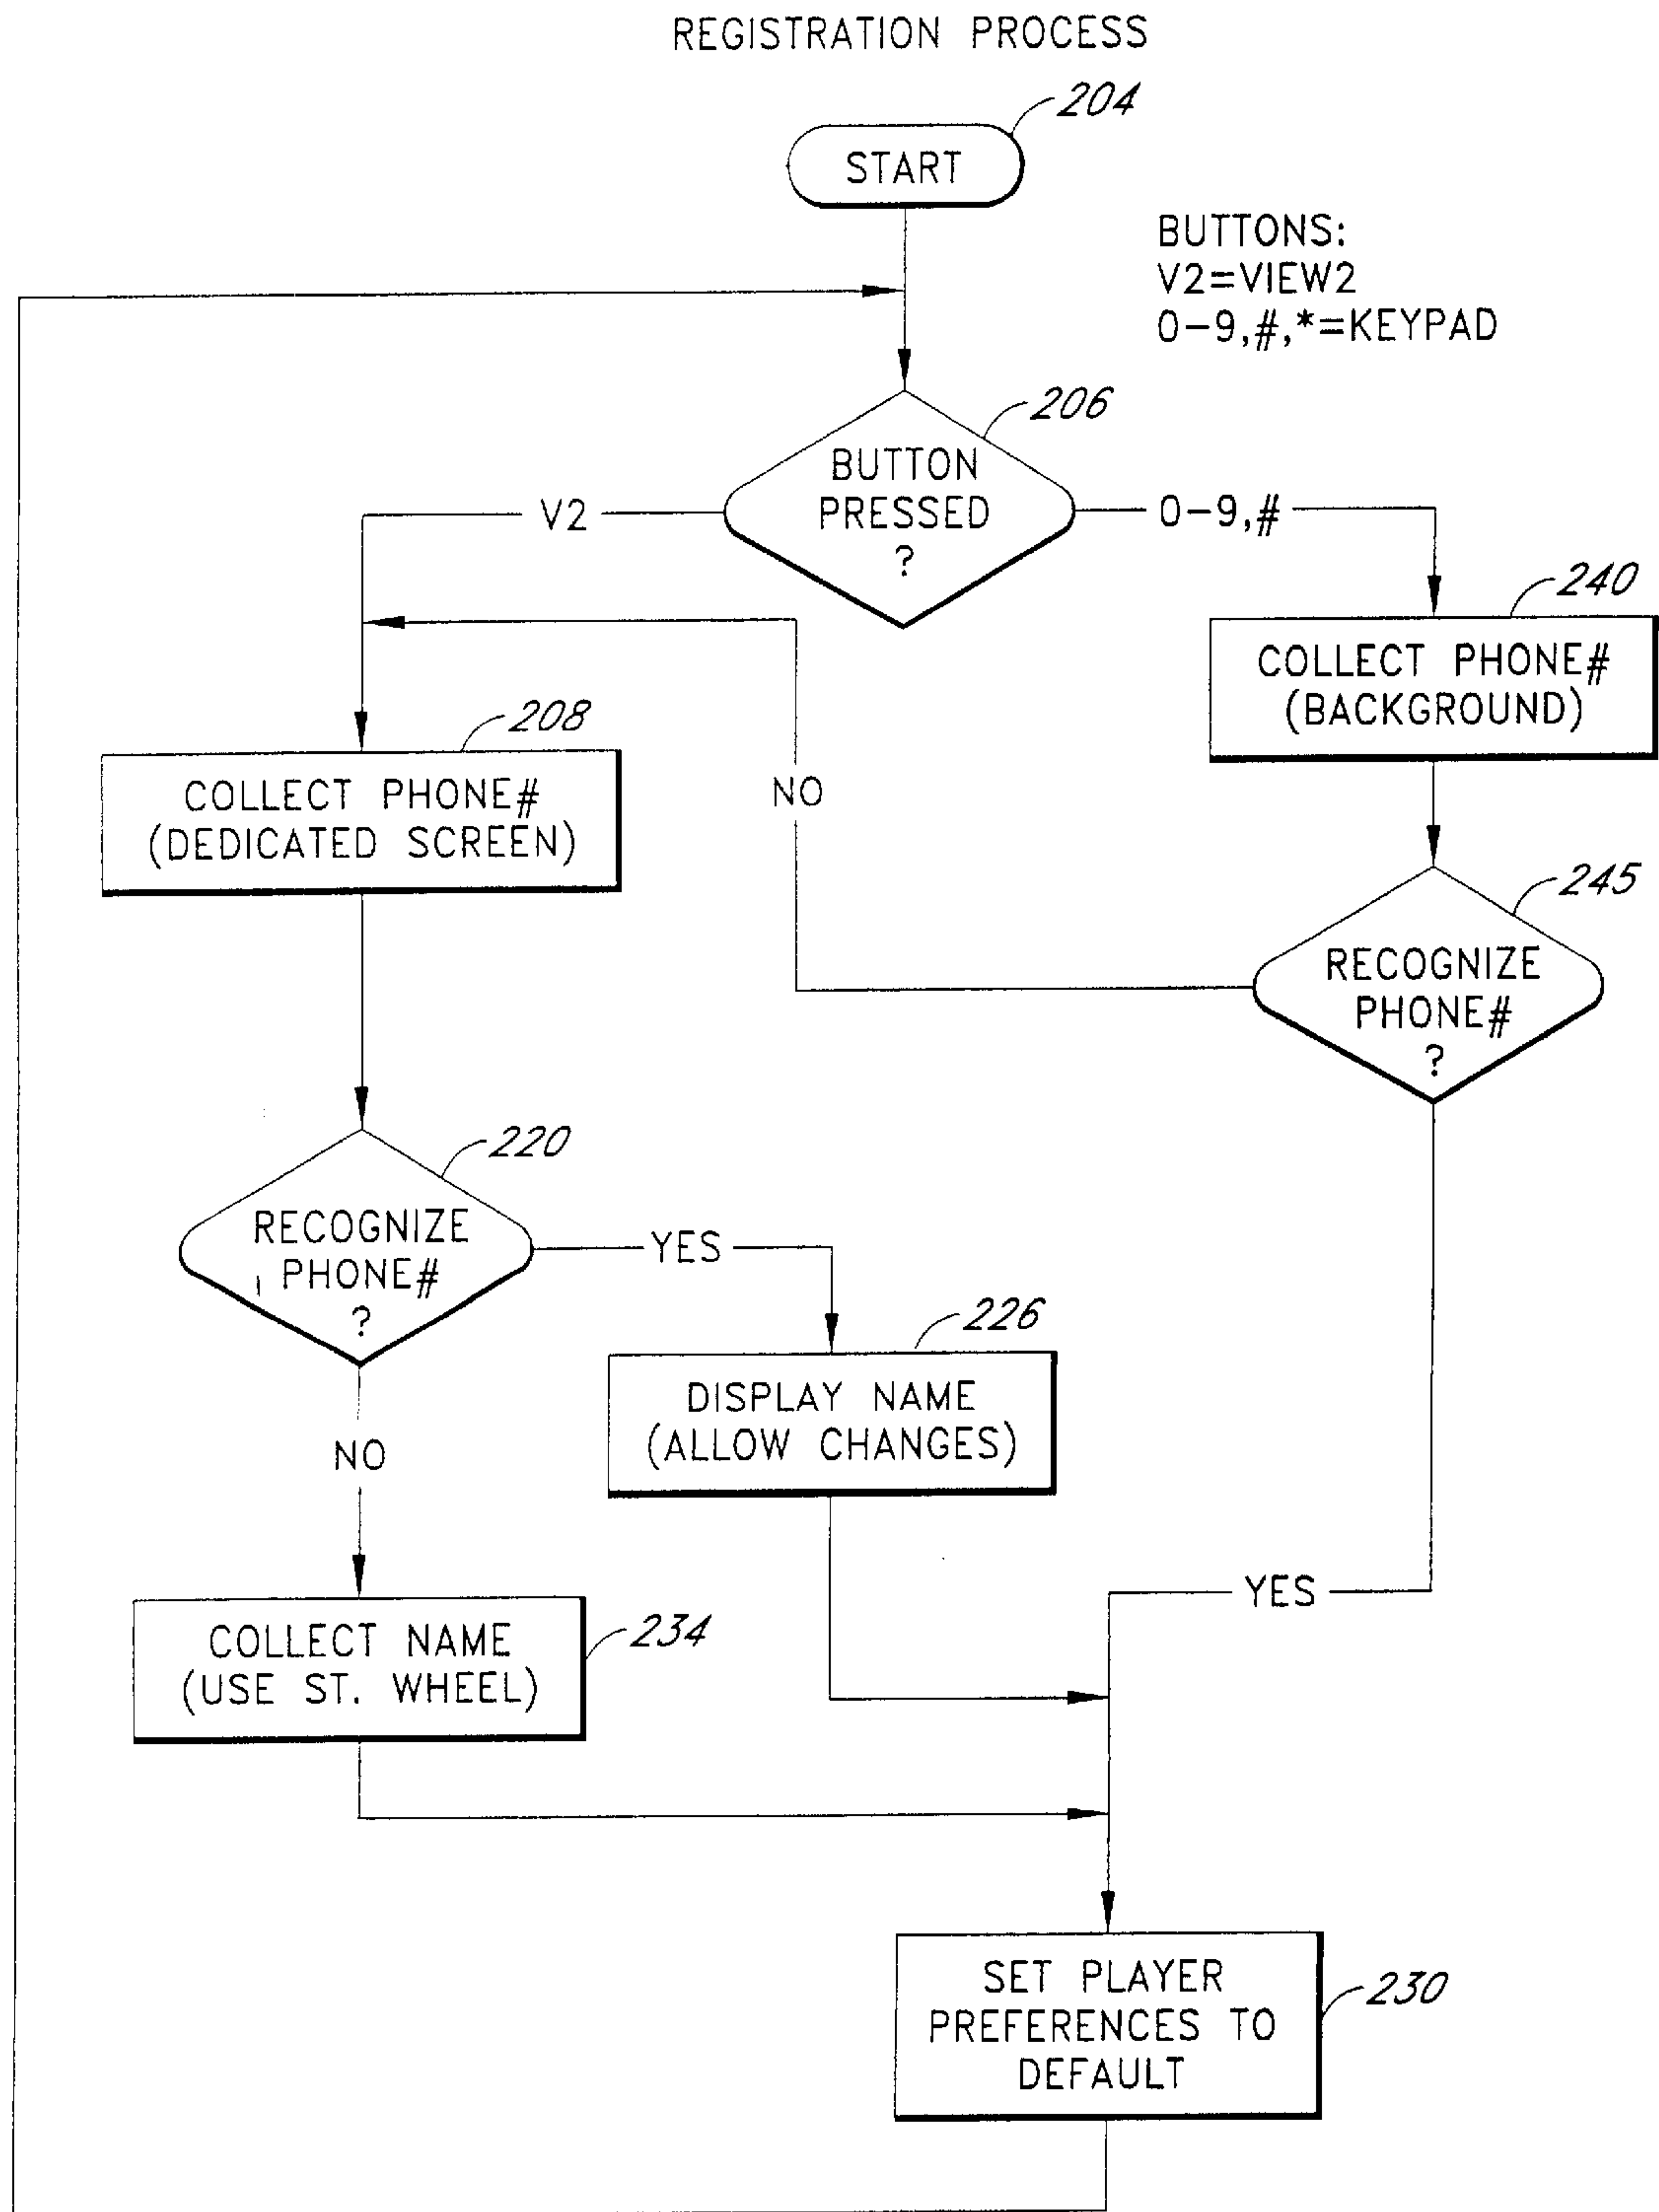 REGISTRATION PROCESS
204
START
BUTTONS:
V2=VIEW2
0-9,#,*=KEYPAD
206
BUTTON
PRESSED
?
V2
0-9,#
240
COLLECT PHONE#
(BACKGROUND)
208
COLLECT PHONE#
(DEDICATED SCREEN)
NO
245
RECOGNIZE
PHONE#
?
220
RECOGNIZE
PHONE#
?
YES
226
DISPLAY NAME
(ALLOW CHANGES)
NO
YES
234
COLLECT NAME
(USE ST. WHEEL)
230
SET PLAYER
PREFERENCES TO
DEFAULT